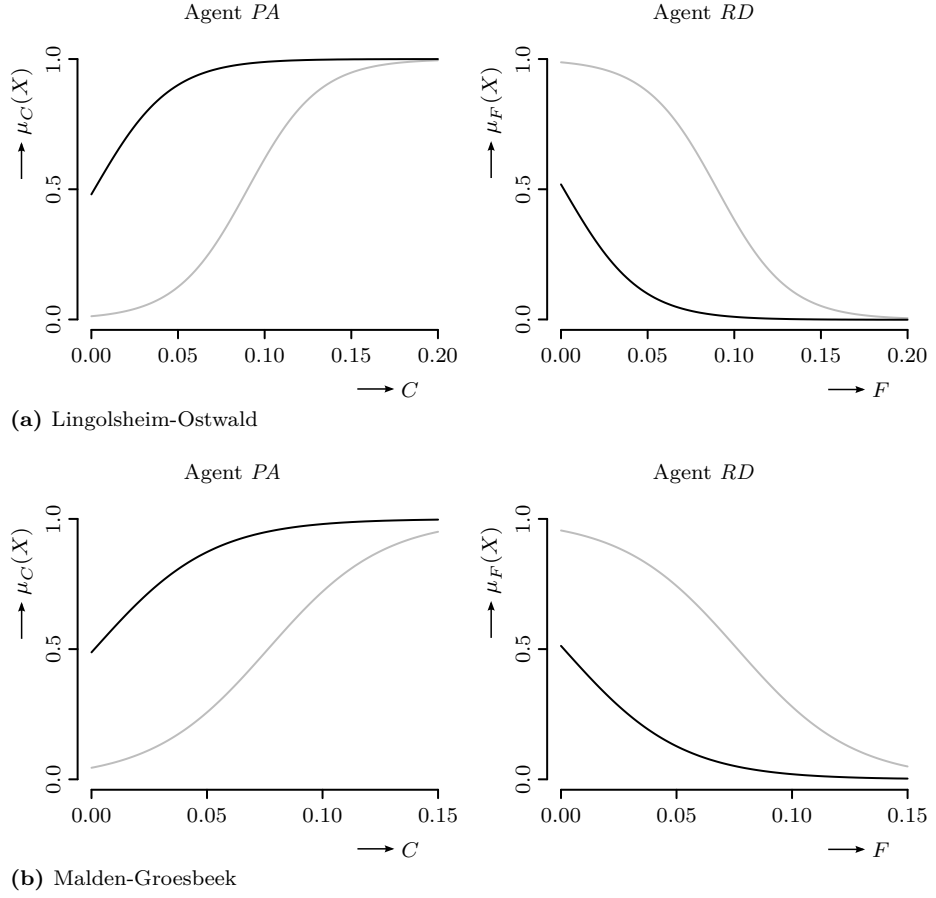 Agent PA
Agent RD
μC(X)
1.0
0.5
0.0
0.00 0.05 0.10 0.15 0.20
C
μF(X)
1.0
0.5
0.0
0.00 0.05 0.10 0.15 0.20
F
(a) Lingolsheim-Ostwald
Agent PA
Agent RD
μC(X)
1.0
0.5
0.0
0.00 0.05 0.10 0.15
C
μF(X)
1.0
0.5
0.0
0.00 0.05 0.10 0.15
F
(b) Malden-Groesbeek